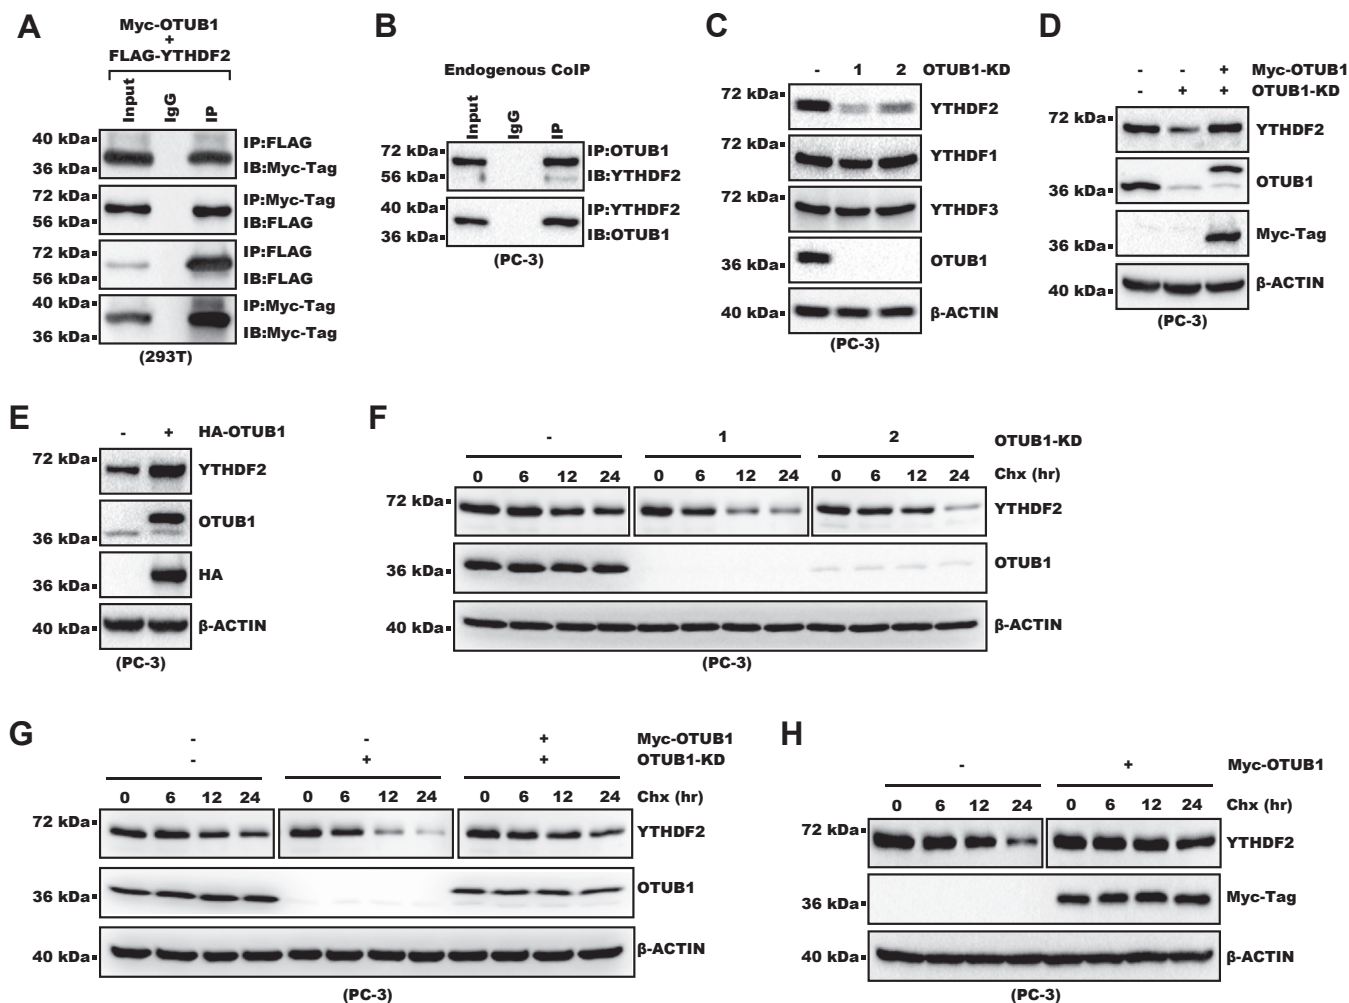 A
Myc-OTUB1
+
FLAG-YTHDF2
Input IgG IP
40 kDa
36 kDa
IP:FLAG
IB:Myc-Tag
72 kDa
56 kDa
IP:Myc-Tag
IB:FLAG
72 kDa
56 kDa
IP:FLAG
IB:FLAG
40 kDa
36 kDa
IP:Myc-Tag
IB:Myc-Tag
(293T)
B
Endogenous CoIP
Input IgG IP
72 kDa
56 kDa
IP:OTUB1
IB:YTHDF2
40 kDa
36 kDa
IP:YTHDF2
IB:OTUB1
(PC-3)
C
- 1 2 OTUB1-KD
72 kDa YTHDF2
YTHDF1
72 kDa YTHDF3
36 kDa OTUB1
40 kDa β-ACTIN
(PC-3)
D
- - + Myc-OTUB1
- + + OTUB1-KD
72 kDa YTHDF2
36 kDa OTUB1
36 kDa Myc-Tag
40 kDa β-ACTIN
(PC-3)
E
- + HA-OTUB1
72 kDa YTHDF2
36 kDa OTUB1
36 kDa HA
40 kDa β-ACTIN
(PC-3)
F
- 1 2 OTUB1-KD
0 6 12 24 0 6 12 24 0 6 12 24 Chx (hr)
72 kDa YTHDF2
36 kDa OTUB1
40 kDa β-ACTIN
(PC-3)
G
- - + Myc-OTUB1
- + + OTUB1-KD
0 6 12 24 0 6 12 24 0 6 12 24 Chx (hr)
72 kDa YTHDF2
36 kDa OTUB1
40 kDa β-ACTIN
(PC-3)
H
- + Myc-OTUB1
0 6 12 24 0 6 12 24 Chx (hr)
72 kDa YTHDF2
36 kDa Myc-Tag
40 kDa β-ACTIN
(PC-3)